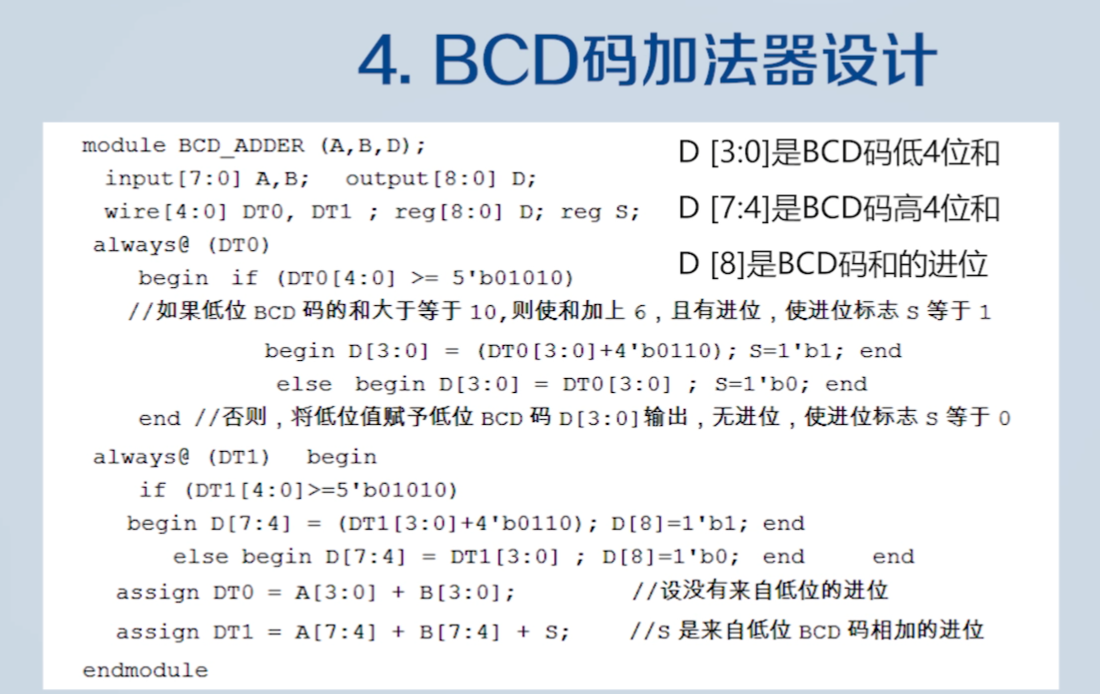 4. BCD码加法器设计
module BCD_ADDER (A,B,D);
input[7:0] A,B; output[8:0] D;
wire[4:0] DT0, DT1 ; reg[8:0] D; reg S;
always@ (DT0)
begin if (DT0[4:0] >= 5'b01010)
//如果低位 BCD 码的和大于等于 10,则使和加上 6，且有进位，使进位标志 S 等于 1
begin D[3:0] = (DT0[3:0]+4'b0110); S=1'b1; end
else begin D[3:0] = DT0[3:0] ; S=1'b0; end
end //否则，将低位值赋予低位 BCD 码 D[3:0]输出，无进位，使进位标志 S 等于 0
always@ (DT1) begin
if (DT1[4:0]>=5'b01010)
begin D[7:4] = (DT1[3:0]+4'b0110); D[8]=1'b1; end
else begin D[7:4] = DT1[3:0] ; D[8]=1'b0; end end
assign DT0 = A[3:0] + B[3:0]; //设没有来自低位的进位
assign DT1 = A[7:4] + B[7:4] + S; //S 是来自低位 BCD 码相加的进位
endmodule
D [3:0]是BCD码低4位和
D [7:4]是BCD码高4位和
D [8]是BCD码和的进位